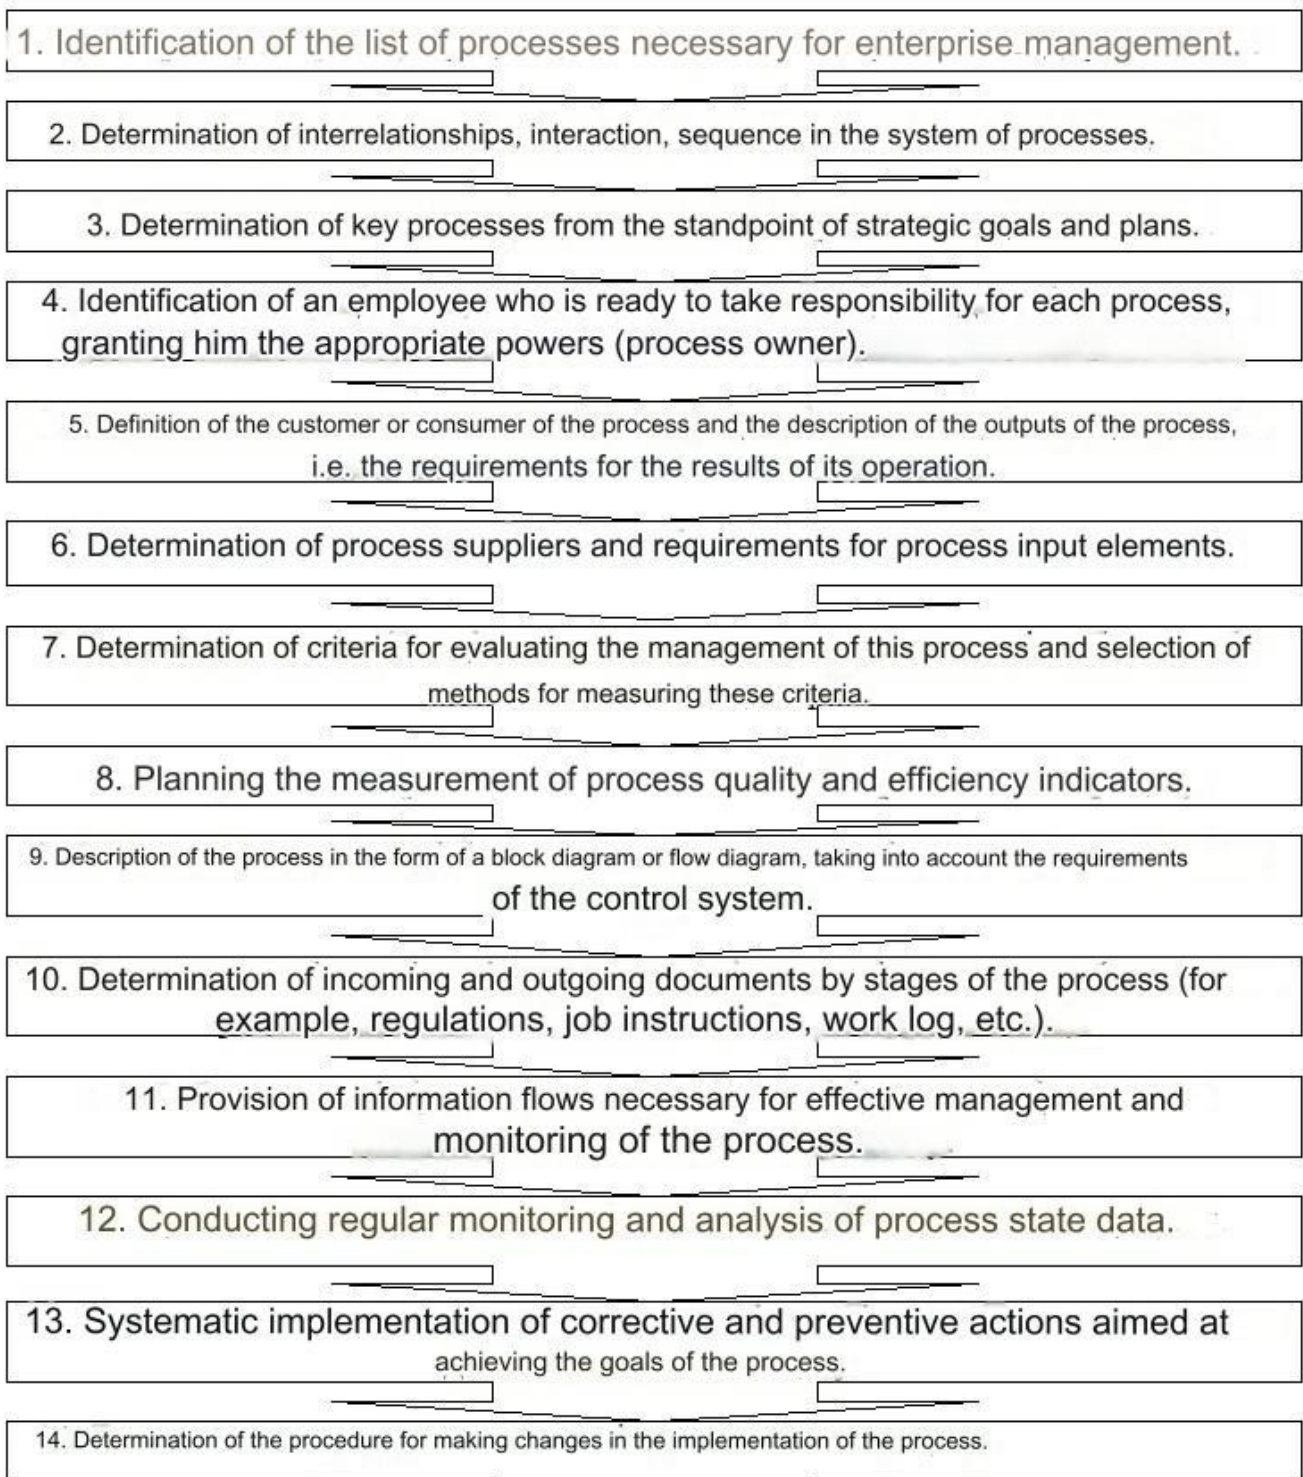 1. Identification of the list of processes necessary for enterprise management.
2. Determination of interrelationships, interaction, sequence in the system of processes.
3. Determination of key processes from the standpoint of strategic goals and plans.
4. Identification of an employee who is ready to take responsibility for each process,
granting him the appropriate powers (process owner).
5. Definition of the customer or consumer of the process and the description of the outputs of the process,
i.e. the requirements for the results of its operation.
6. Determination of process suppliers and requirements for process input elements.
7. Determination of criteria for evaluating the management of this process and selection of
methods for measuring these criteria.
8. Planning the measurement of process quality and efficiency indicators.
9. Description of the process in the form of a block diagram or flow diagram, taking into account the requirements
of the control system.
10. Determination of incoming and outgoing documents by stages of the process (for
example, regulations, job instructions, work log, etc.).
11. Provision of information flows necessary for effective management and
monitoring of the process.
12. Conducting regular monitoring and analysis of process state data.
13. Systematic implementation of corrective and preventive actions aimed at
achieving the goals of the process.
14. Determination of the procedure for making changes in the implementation of the process.